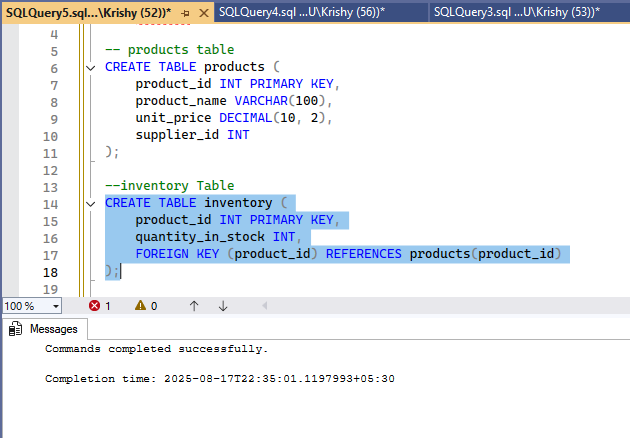 SQLQuery5.sql...\Krishy (52))*
SQLQuery4.sql ...U\Krishy (56))*
SQLQuery3.sql ...U\Krishy (53))*
4
5 -- products table
6 CREATE TABLE products (
7 product_id INT PRIMARY KEY,
8 product_name VARCHAR(100),
9 unit_price DECIMAL(10, 2),
10 supplier_id INT
11 );
12
13 --inventory Table
14 CREATE TABLE inventory (
15 product_id INT PRIMARY KEY,
16 quantity_in_stock INT,
17 FOREIGN KEY (product_id) REFERENCES products(product_id)
18 );
19
100 % 1 0
Messages
Commands completed successfully.
Completion time: 2025-08-17T22:35:01.1197993+05:30